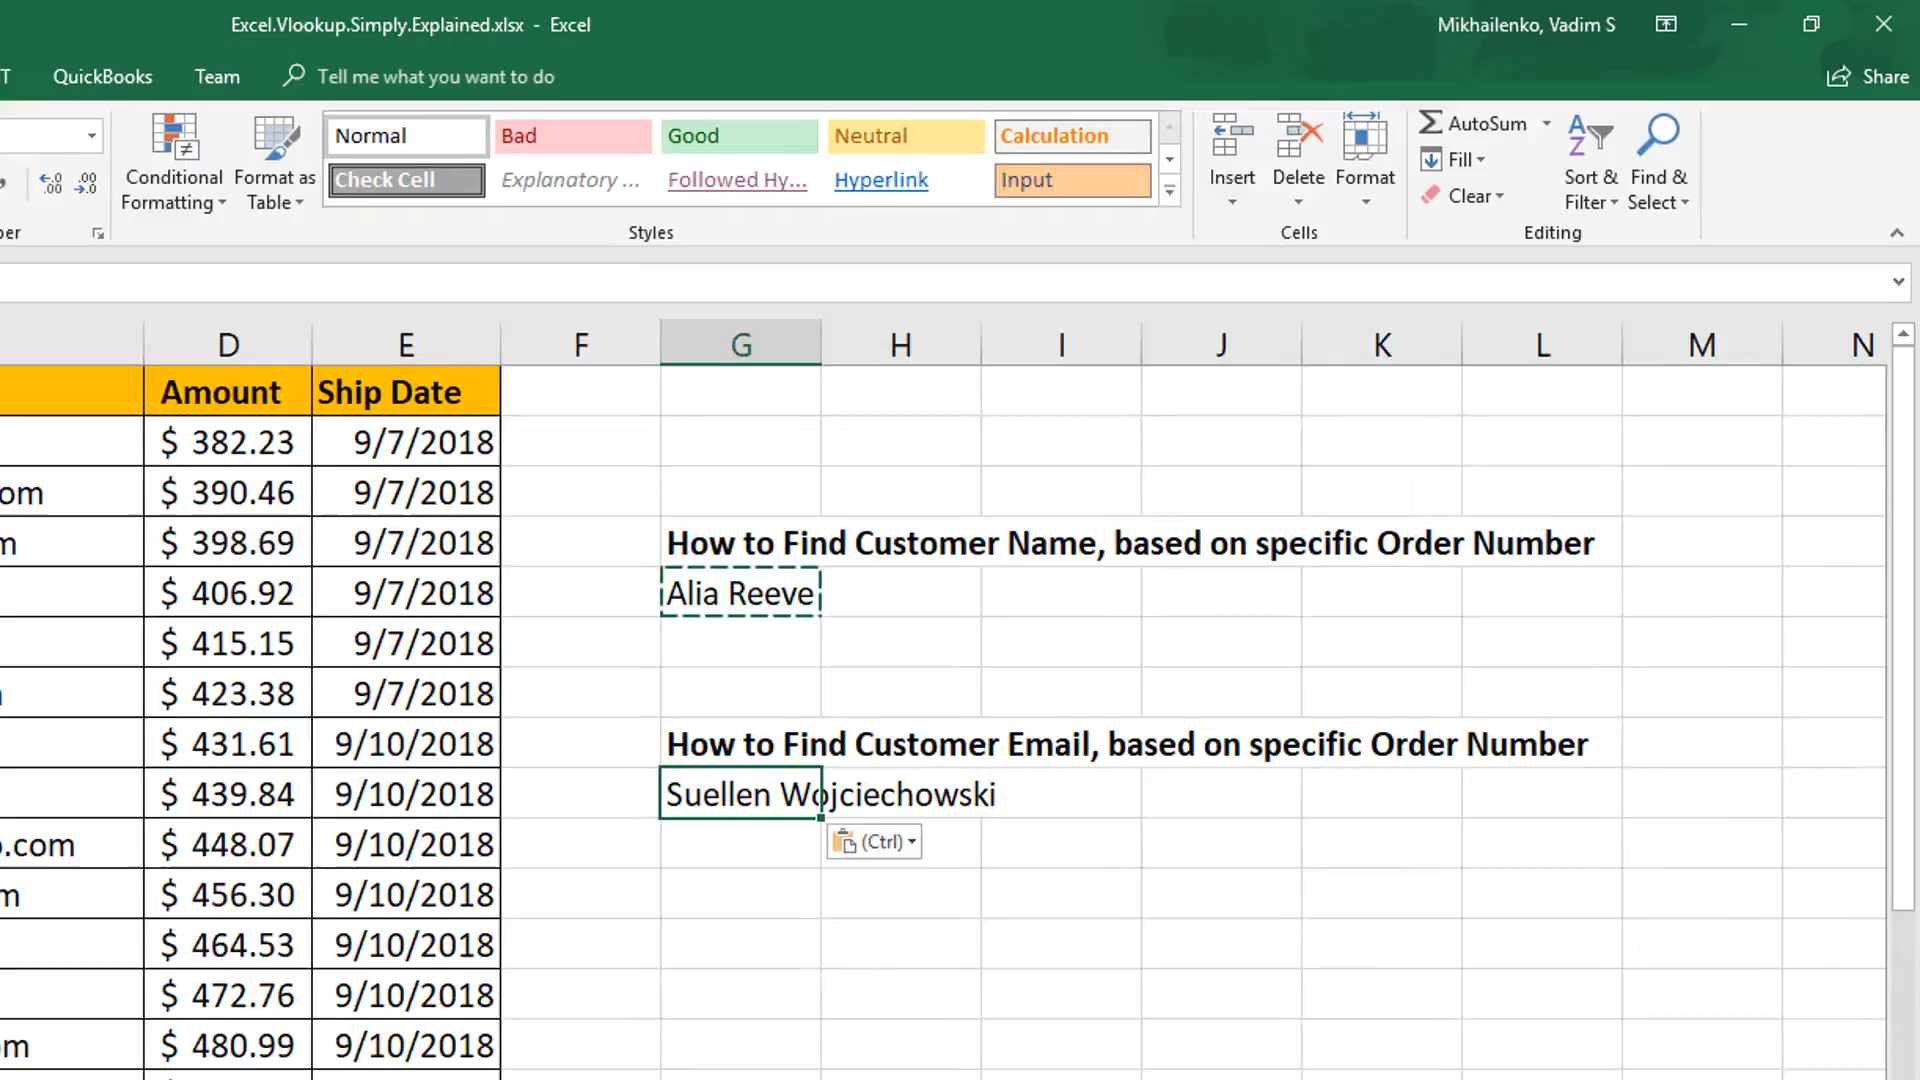 Excel.Vlookup.Simply.Explained.xlsx - Excel
Mikhailenko, Vadim S
T QuickBooks Team Tell me what you want to do
Share
Conditional Formatting
Format as Table
Normal Bad Good Neutral Calculation
Check Cell Explanatory ... Followed Hy... Hyperlink Input
Insert Delete Format
AutoSum
Fill
Clear
Sort & Filter
Find & Select
er Styles Cells Editing
D E F G H I J K L M N
Amount Ship Date
$ 382.23 9/7/2018
om $ 390.46 9/7/2018
m $ 398.69 9/7/2018 How to Find Customer Name, based on specific Order Number
$ 406.92 9/7/2018 Alia Reeve
$ 415.15 9/7/2018
$ 423.38 9/7/2018
$ 431.61 9/10/2018 How to Find Customer Email, based on specific Order Number
$ 439.84 9/10/2018 Suellen Wojciechowski
.com $ 448.07 9/10/2018 (Ctrl)
m $ 456.30 9/10/2018
$ 464.53 9/10/2018
$ 472.76 9/10/2018
om $ 480.99 9/10/2018